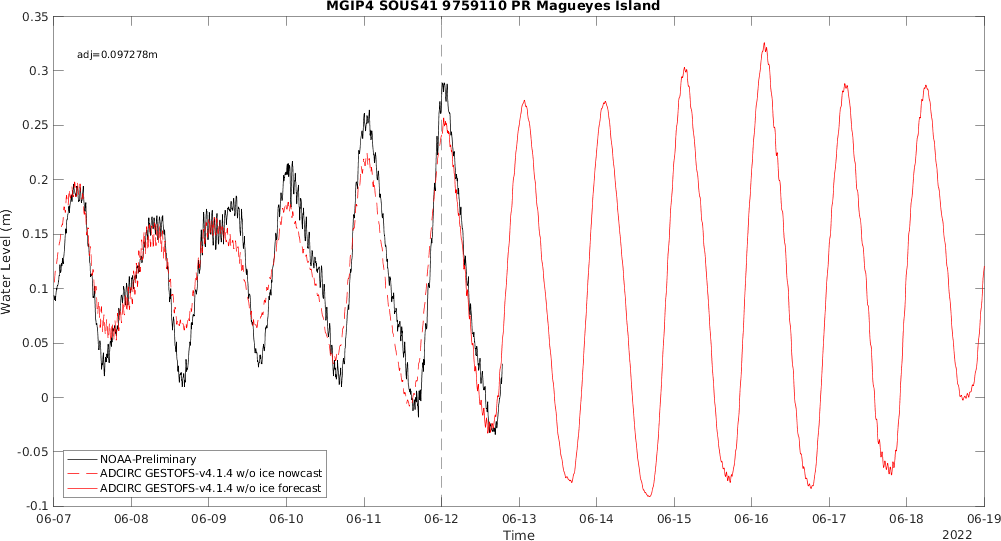 MGIP4 SOUS41 9759110 PR Magueyes Island
0.35
adj=0.097278m
0.3
0.25
0.2
0.15
0.1
0.05
0
-0.05
-0.1
Water Level (m)
NOAA-Preliminary
ADCIRC GESTOFS-v4.1.4 w/o ice nowcast
ADCIRC GESTOFS-v4.1.4 w/o ice forecast
06-07 06-08 06-09 06-10 06-11 06-12 06-13 06-14 06-15 06-16 06-17 06-18 06-19
Time
2022